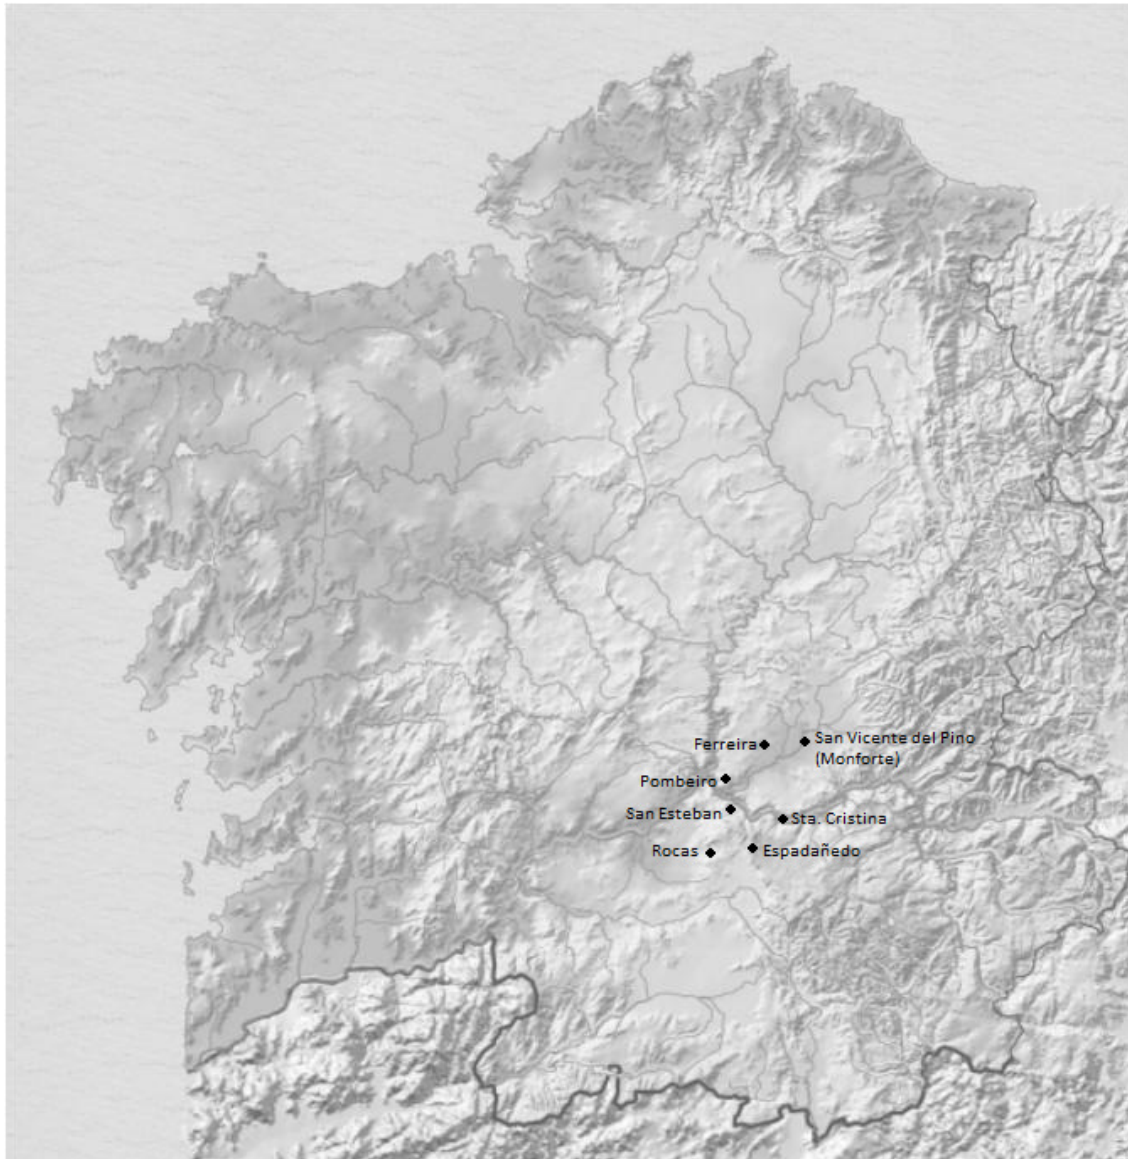 Ferreira
San Vicente del Pino
(Monforte)
Pombeiro
San Esteban
Sta. Cristina
Rocas
Espadañedo